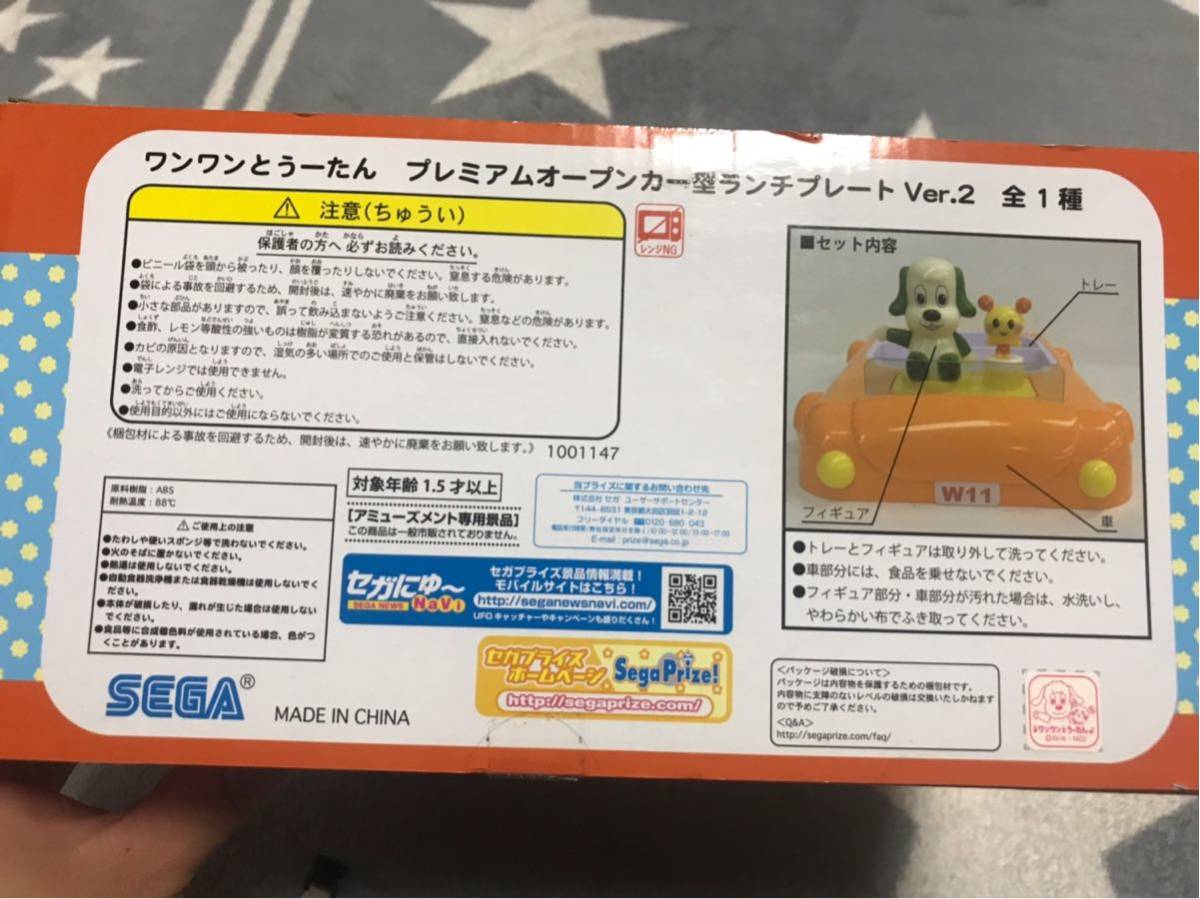 ワンワンとうーたん プレミアムオープンカー型ランチプレート Ver.2 全1種
⚠ 注意(ちゅうい)
保護者の方へ 必ずお読みください。
●ビニール袋を頭から被ったり、顔を覆ったりしないでください。窒息する危険があります。
●袋による事故を回避するため、開封後は、速やかに廃棄をお願い致します。
●小さな部品がありますので、誤って飲み込まないようご注意ください。窒息などの危険があります。
●食酢、レモン等酸性の強いものは樹脂が変質する恐れがあるので、直接入れないでください。
●カビの原因となりますので、湿気の多い場所でのご使用と保管はしないでください。
●電子レンジでは使用できません。
●洗ってからご使用ください。
●使用目的以外にはご使用にならないでください。
《梱包材による事故を回避するため、開封後は、速やかに廃棄をお願い致します。》 1001147
レンジNG
■セット内容
トレー
フィギュア
車
W11
●トレーとフィギュアは取り外して洗ってください。
●車部分には、食品を乗せないでください。
●フィギュア部分・車部分が汚れた場合は、水洗いし、
やわらかい布でふき取ってください。
原料樹脂:ABS
耐熱温度:88℃
⚠ご使用上の注意
●たわしや硬いスポンジ等で洗わないでください。
●火のそばに置かないでください。
●熱湯は使用しないでください。
●自動食器洗浄機または食器乾燥機は使用しないでく
ださい。
●本体が破損したり、漏れが生じた場合は使用しない
でください。
●食品等に合成着色料が使用されている場合、色がつ
くことがあります。
対象年齢 1.5才以上
[アミューズメント専用景品]
この商品は一般市販されておりません。
当プライズに関するお問い合わせ先
株式会社 セガ ユーザーサポートセンター
〒144-8531 東京都大田区羽田1-2-12
フリーダイヤル 0120-680-043
E-mail:prize@sega.co.jp
セガにゅ～
SEGA NEWS NaVi
セガプライズ景品情報満載!
モバイルサイトはこちら!
http://seganewsnavi.com/
UFOキャッチャーやキャンペーンも盛りだくさん!
セガプライズ
ホームページ
SegaPrize!
http://segaprize.com/
SEGA®
MADE IN CHINA
<パッケージ破損について>
パッケージは内容物を保護するための梱包材です。
内容物に支障のないレベルの破損は交換いたしかねます
ので予めご了承ください。
<Q&A>
http://segaprize.com/faq/
ワンワンとうーたん